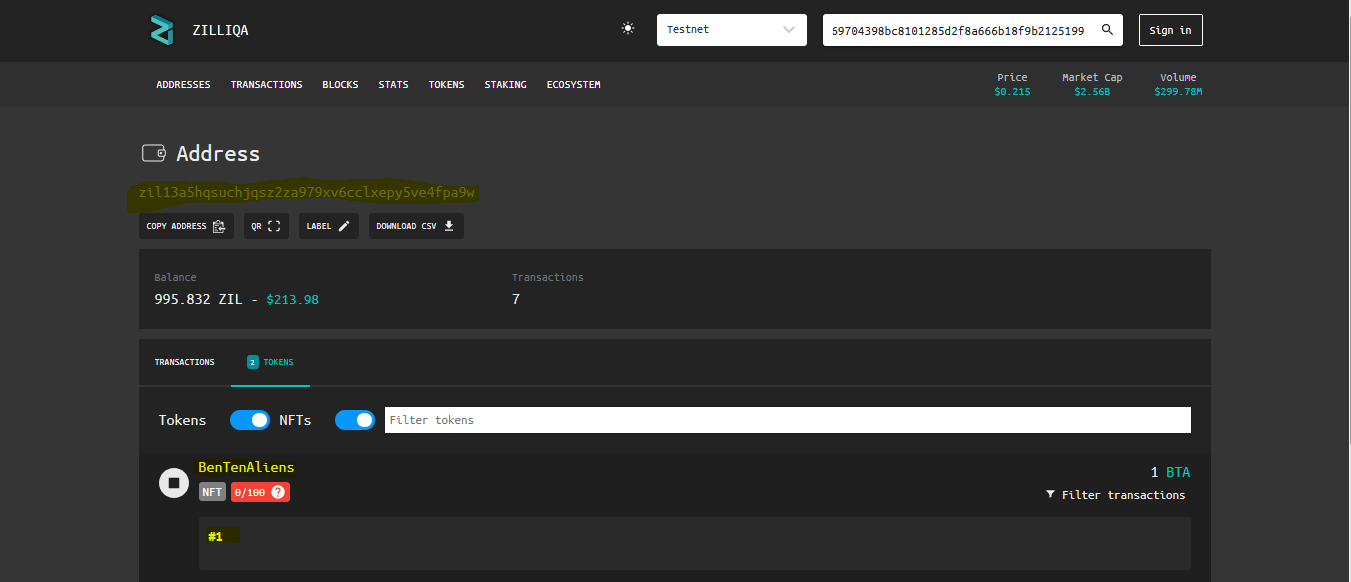 ZILLIQA
Testnet
69704398bc8101285d2f8a666b18f9b2125199
Sign in
ADDRESSES TRANSACTIONS BLOCKS STATS TOKENS STAKING ECOSYSTEM
Price Market Cap Volume
$0.215 $2.56B $299.78M
Address
zil13a5hqsuchjqsz2za979xv6cclxepy5ve4fpa9w
COPY ADDRESS QR LABEL DOWNLOAD CSV
Balance Transactions
995.832 ZIL - $213.98 7
TRANSACTIONS 2 TOKENS
Tokens NFTs Filter tokens
BenTenAliens 1 BTA
NFT 0/100 ? Filter transactions
#1